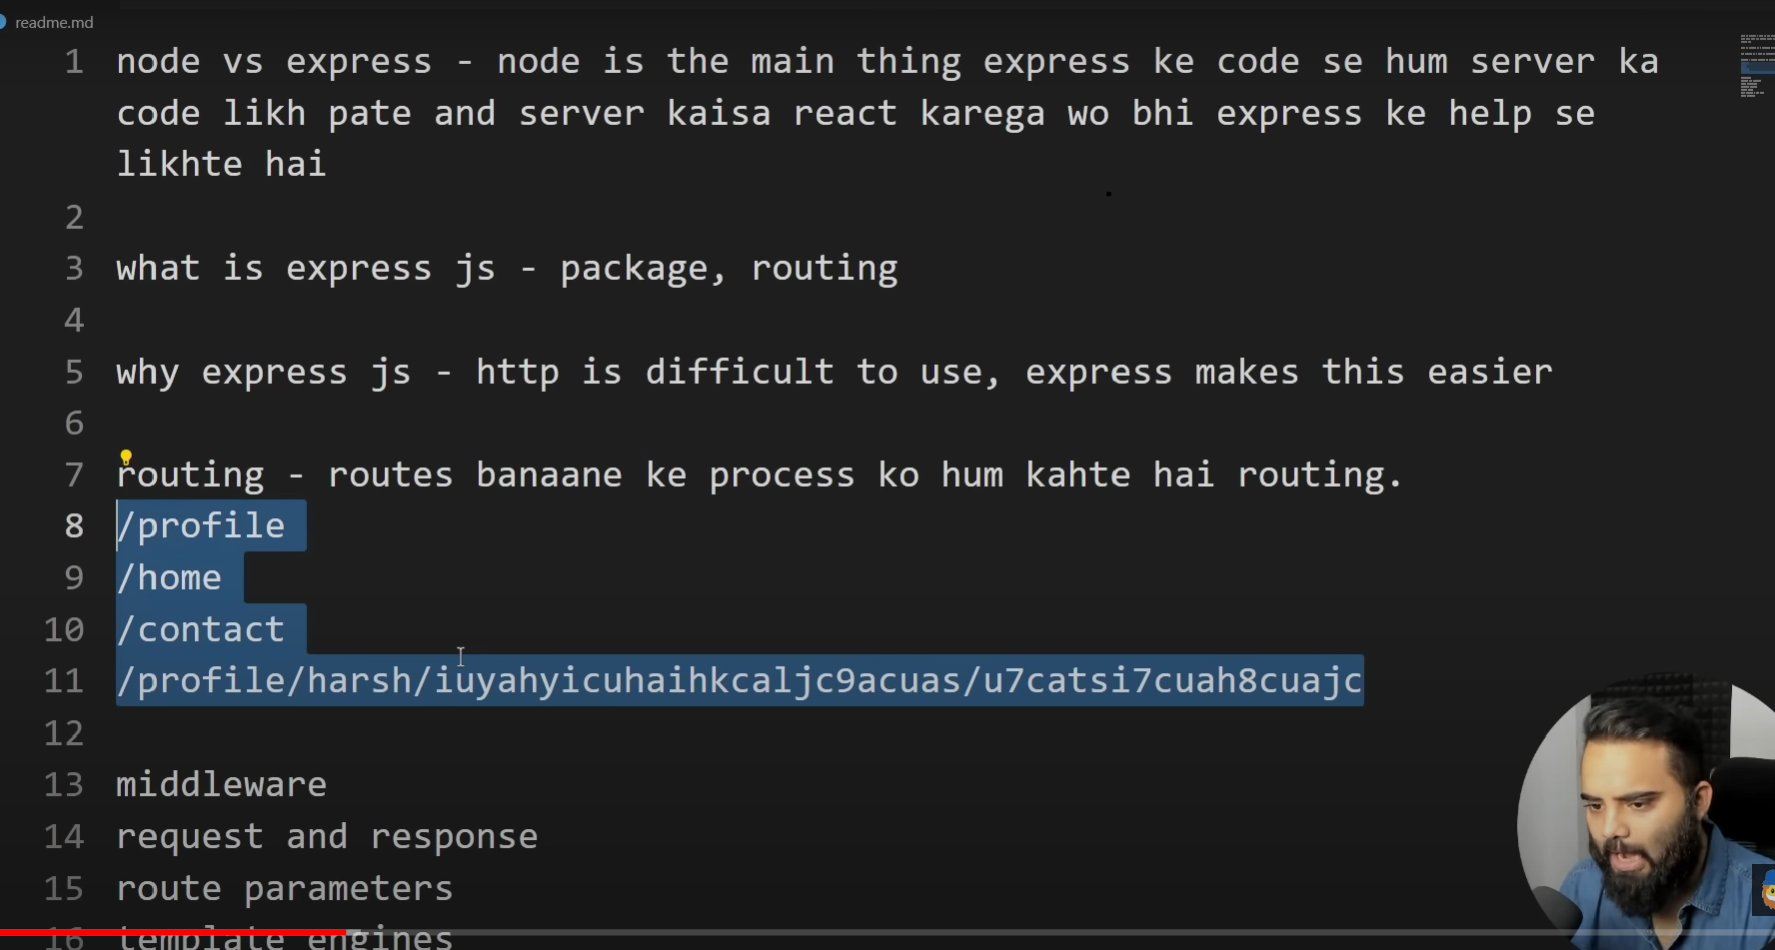 readme.md
1 node vs express - node is the main thing express ke code se hum server ka
code likh pate and server kaisa react karega wo bhi express ke help se
likhte hai
2
3 what is express js - package, routing
4
5 why express js - http is difficult to use, express makes this easier
6
7 routing - routes banaane ke process ko hum kahte hai routing.
8 /profile
9 /home
10 /contact
11 /profile/harsh/iuyahyicuhaihkcaljc9acuas/u7catsi7cuah8cuajc
12
13 middleware
14 request and response
15 route parameters
16 template engines